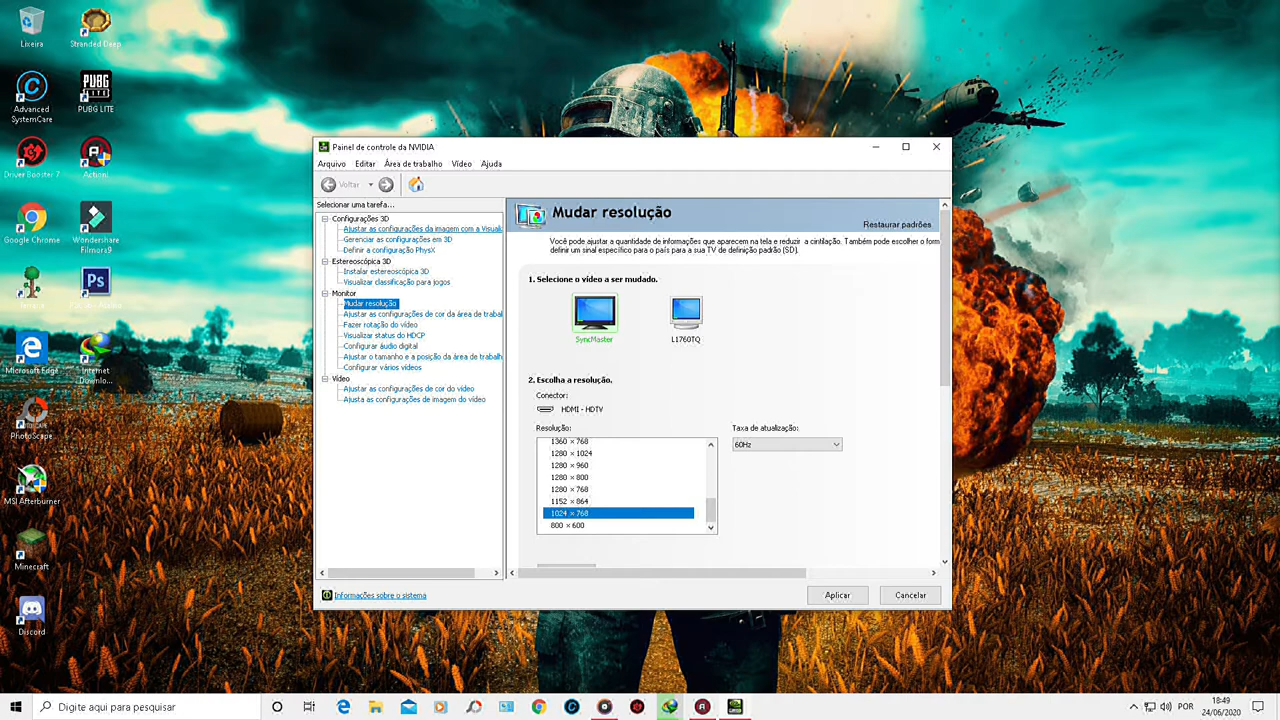 Lixeira
Stranded Deep
Advanced SystemCare
PUBG
LITE
PUBG LITE
Driver Booster 7
Action!
Google Chrome
Wondershare Filmora9
Ps
Microsoft Edge
Internet Downlo...
PhotoScape
MSI Afterburner
Minecraft
Discord
Painel de controle da NVIDIA
Arquivo Editar Área de trabalho Vídeo Ajuda
Voltar
Selecionar uma tarefa...
Configurações 3D
Ajustar as configurações da imagem com a Visuali
Gerenciar as configurações em 3D
Definir a configuração PhysX
Estereoscópica 3D
Instalar estereoscópica 3D
Visualizar classificação para jogos
Monitor
Mudar resolução
Ajustar as configurações de cor da área de trabal
Fazer rotação do vídeo
Visualizar status do HDCP
Configurar áudio digital
Ajustar o tamanho e a posição da área de trabalh
Configurar vários vídeos
Vídeo
Ajustar as configurações de cor do vídeo
Ajusta as configurações de imagem do vídeo
Mudar resolução
Restaurar padrões
Você pode ajustar a quantidade de informações que aparecem na tela e reduzir a cintilação. Também pode escolher o form
definir um sinal específico para o país para a sua TV de definição padrão (SD).
1. Selecione o vídeo a ser mudado.
SyncMaster
L1760TQ
2. Escolha a resolução.
Conector:
HDMI - HDTV
Resolução:
Taxa de atualização:
1360 × 768
60Hz
1280 × 1024
1280 × 960
1280 × 800
1280 × 768
1152 × 864
1024 × 768
800 × 600
Informações sobre o sistema
Aplicar
Cancelar
Digite aqui para pesquisar
POR
18:49
24/06/2020